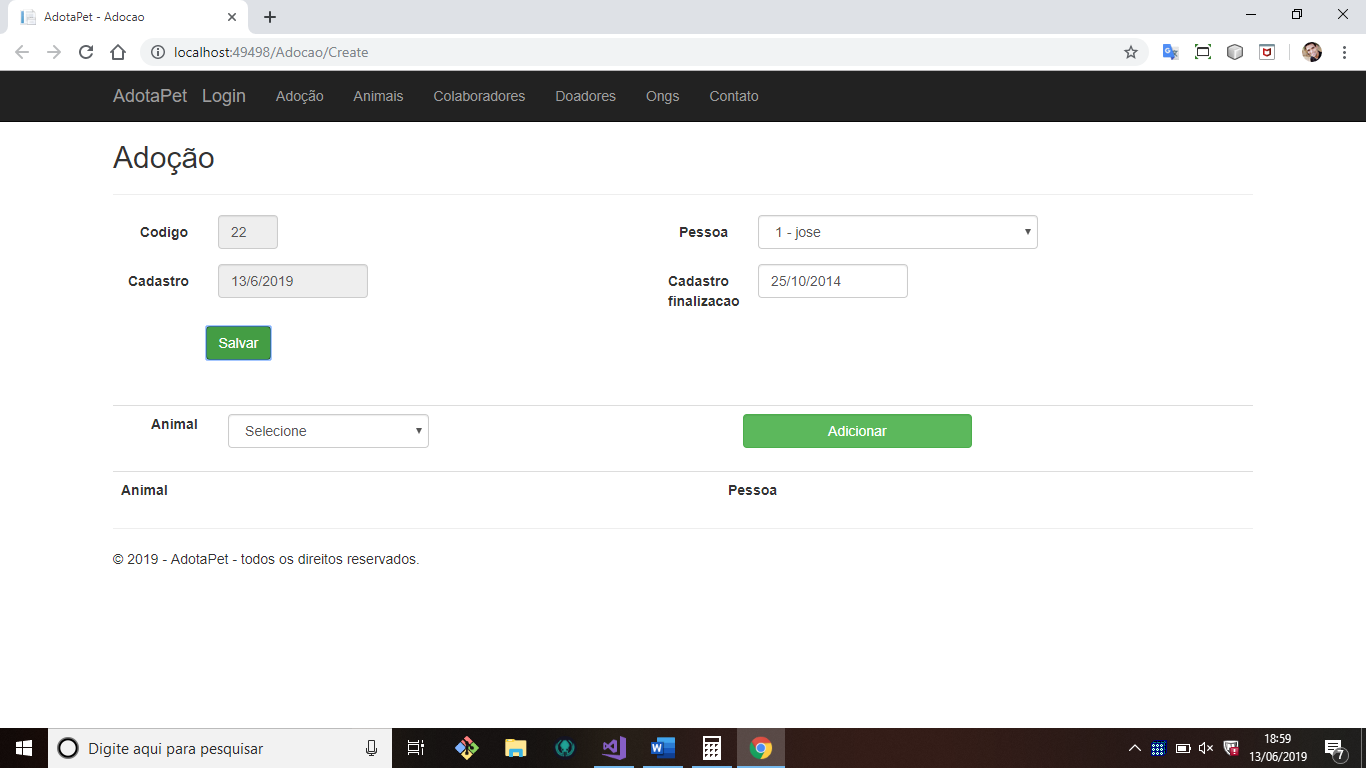 AdotaPet - Adocao
localhost:49498/Adocao/Create
AdotaPet Login Adoção Animais Colaboradores Doadores Ongs Contato
Adoção
Codigo 22 Pessoa 1 - jose
Cadastro 13/6/2019 Cadastro finalizacao 25/10/2014
Salvar
Animal Selecione Adicionar
Animal Pessoa
© 2019 - AdotaPet - todos os direitos reservados.
Digite aqui para pesquisar
18:59
13/06/2019
7